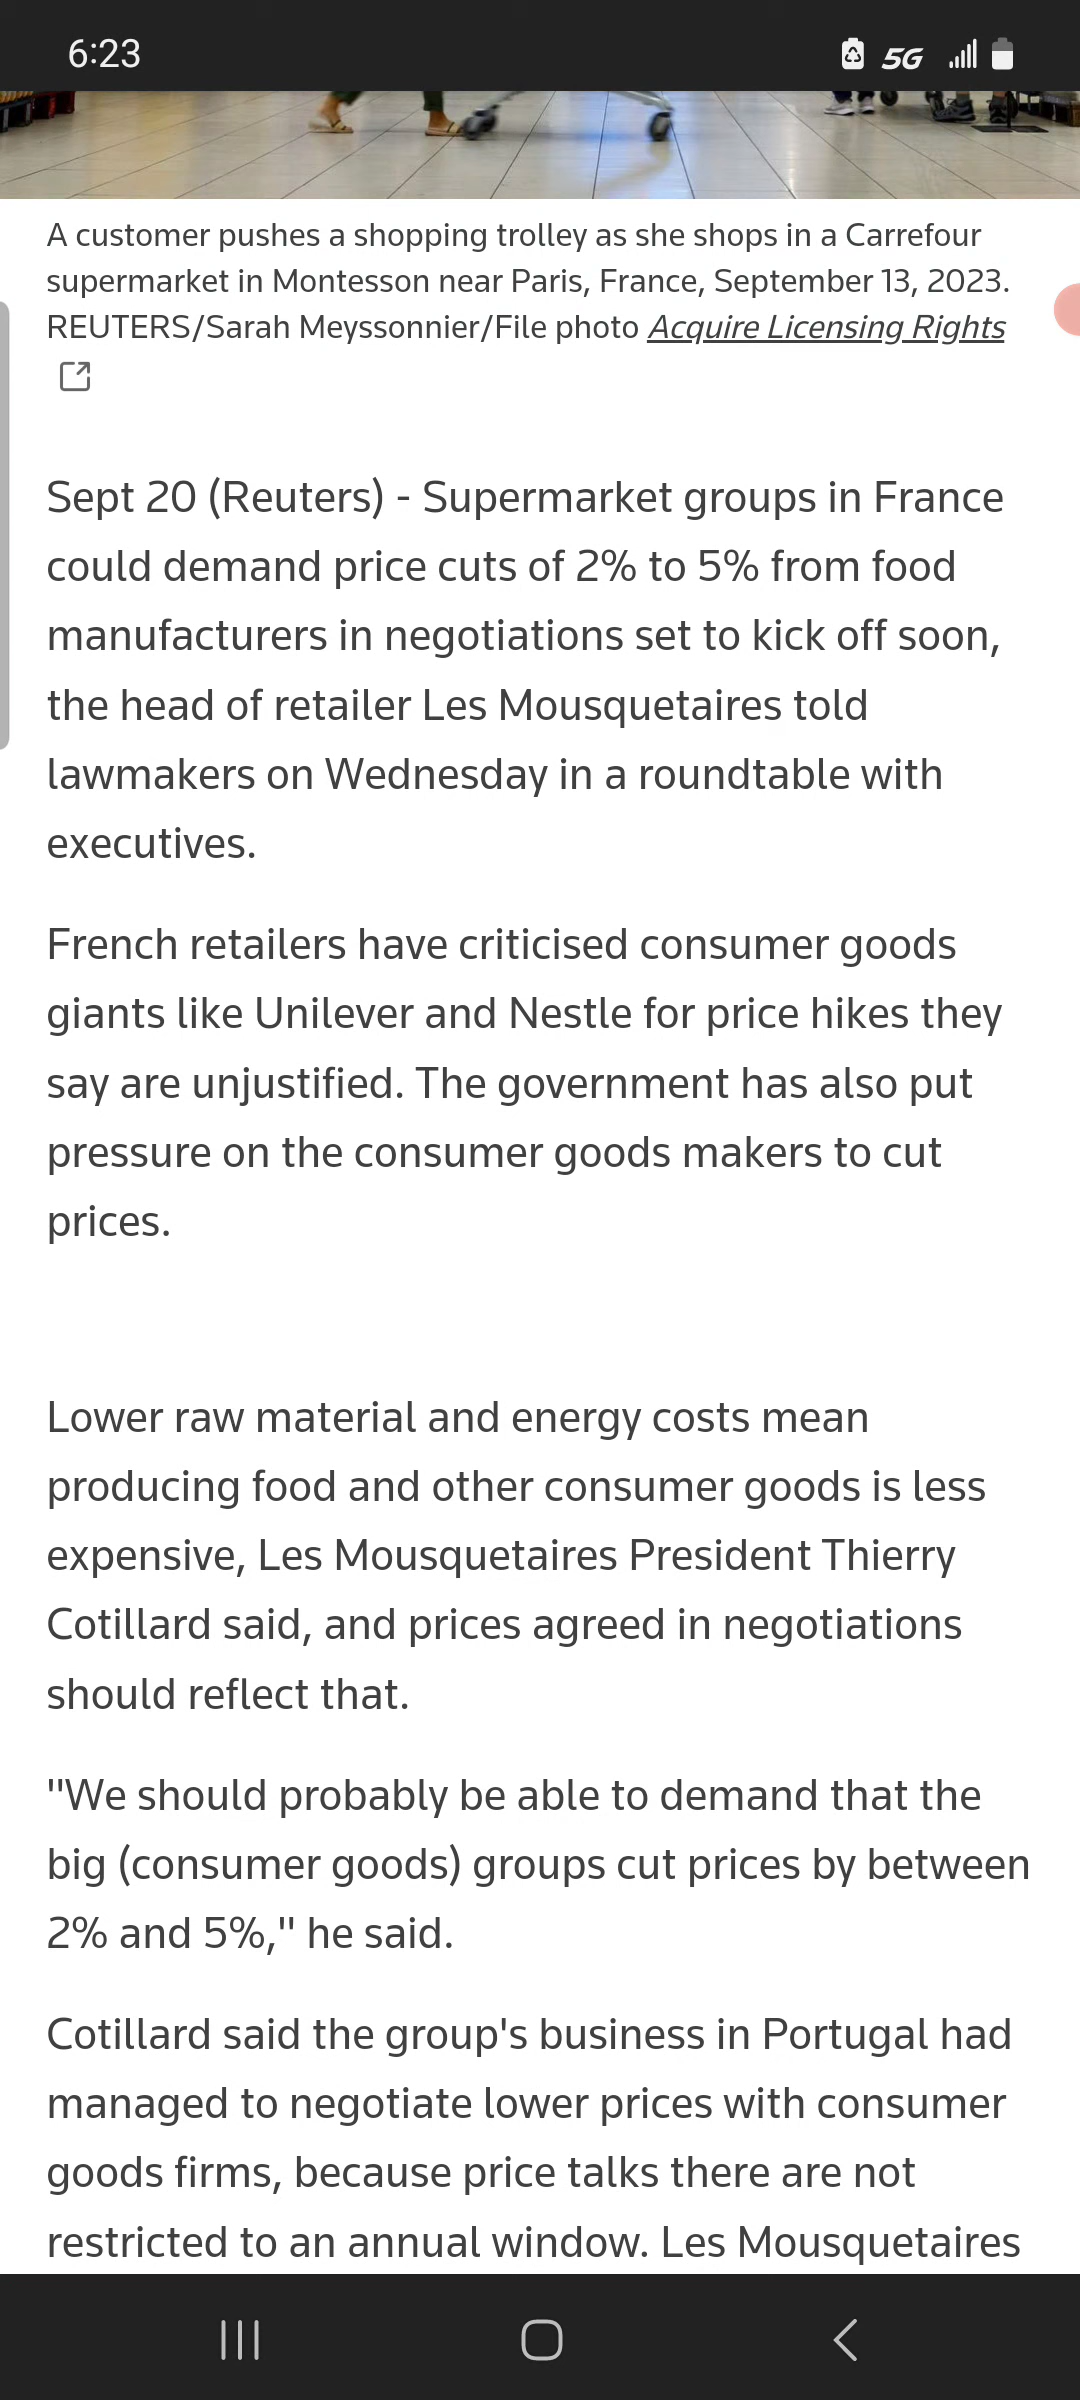 6:23
5G
A customer pushes a shopping trolley as she shops in a Carrefour
supermarket in Montesson near Paris, France, September 13, 2023.
REUTERS/Sarah Meyssonnier/File photo Acquire Licensing Rights
Sept 20 (Reuters) - Supermarket groups in France
could demand price cuts of 2% to 5% from food
manufacturers in negotiations set to kick off soon,
the head of retailer Les Mousquetaires told
lawmakers on Wednesday in a roundtable with
executives.
French retailers have criticised consumer goods
giants like Unilever and Nestle for price hikes they
say are unjustified. The government has also put
pressure on the consumer goods makers to cut
prices.
Lower raw material and energy costs mean
producing food and other consumer goods is less
expensive, Les Mousquetaires President Thierry
Cotillard said, and prices agreed in negotiations
should reflect that.
"We should probably be able to demand that the
big (consumer goods) groups cut prices by between
2% and 5%," he said.
Cotillard said the group's business in Portugal had
managed to negotiate lower prices with consumer
goods firms, because price talks there are not
restricted to an annual window. Les Mousquetaires